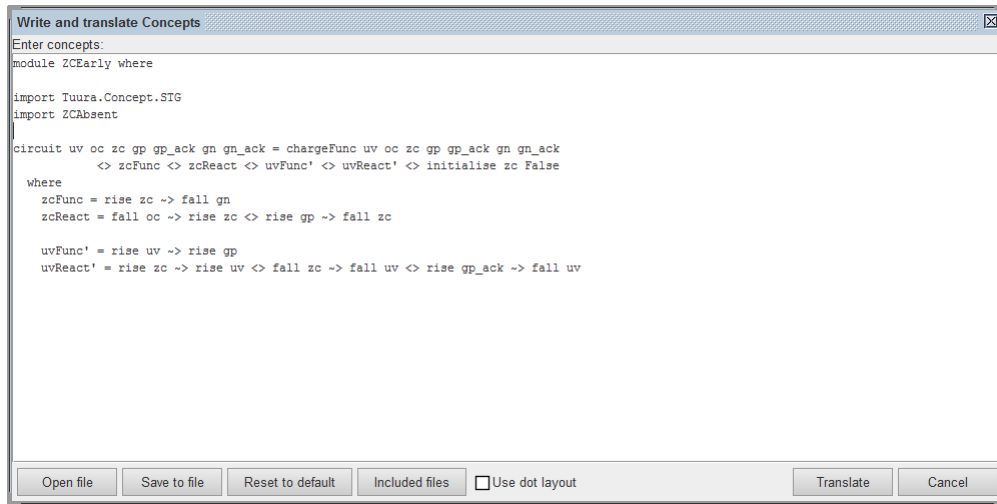 Write and translate Concepts
Enter concepts:
module ZCEarly where
import Tuura.Concept.STG
import ZCAbsent
circuit uv oc zc gp gp_ack gn gn_ack = chargeFunc uv oc zc gp gp_ack gn gn_ack
<> zcFunc <> zcReact <> uvFunc' <> uvReact' <> initialise zc False
where
zcFunc = rise zc ~> fall gn
zcReact = fall oc ~> rise zc <> rise gp ~> fall zc
uvFunc' = rise uv ~> rise gp
uvReact' = rise zc ~> rise uv <> fall zc ~> fall uv <> rise gp_ack ~> fall uv
Open file Save to file Reset to default Included files Use dot layout Translate Cancel